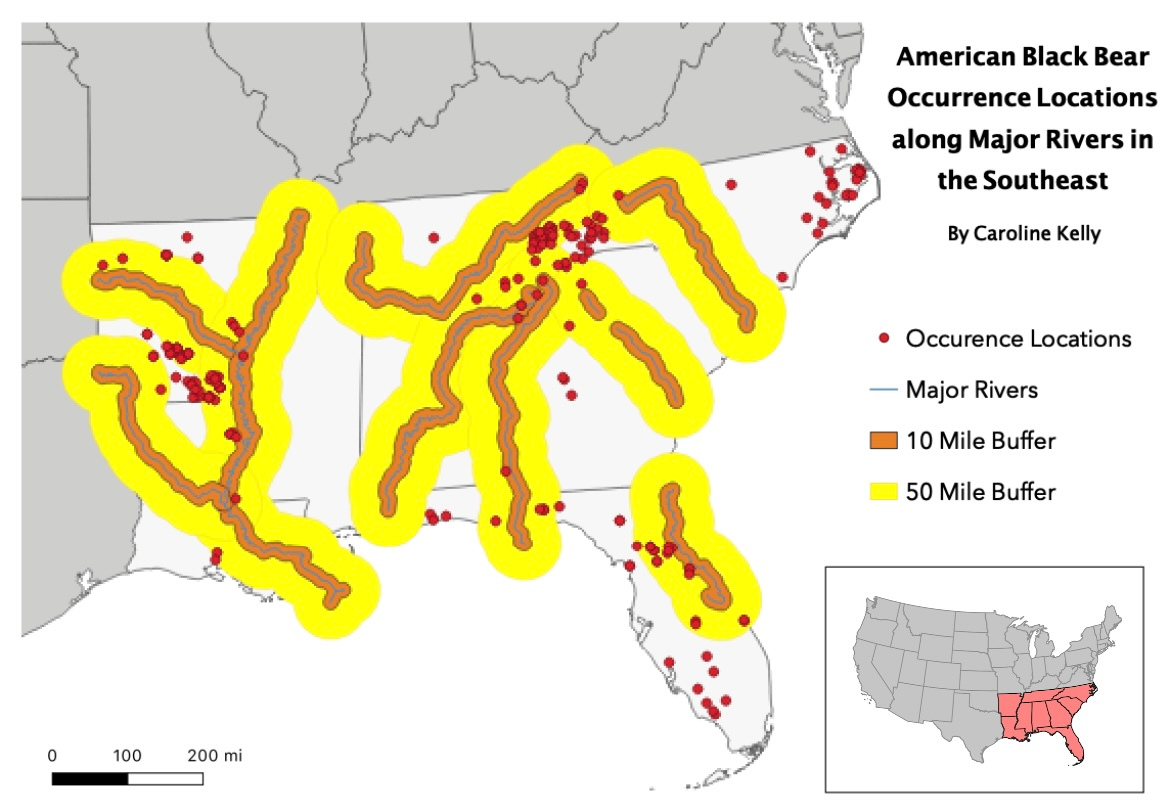 American Black Bear
Occurrence Locations
along Major Rivers in
the Southeast
By Caroline Kelly
Occurence Locations
Major Rivers
10 Mile Buffer
50 Mile Buffer
0 100 200 mi